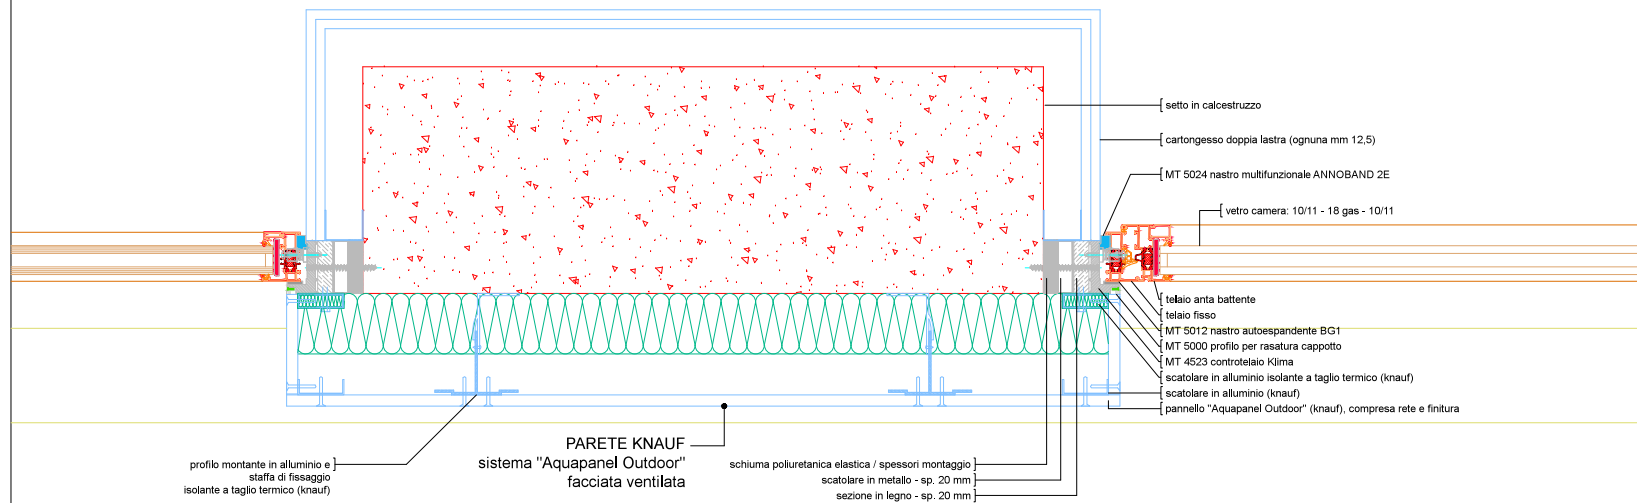 setto in calcestruzzo
cartongesso doppia lastra (ognuna mm 12,5)
MT 5024 nastro multifunzionale ANNOBAND 2E
vetro camera: 10/11 - 18 gas - 10/11
telaio anta battente
telaio fisso
MT 5012 nastro autoespandente BG1
MT 5000 profilo per rasatura cappotto
MT 4523 controtelaio Klima
scatolare in alluminio isolante a taglio termico (knauf)
scatolare in alluminio (knauf)
pannello "Aquapanel Outdoor" (knauf), compresa rete e finitura
PARETE KNAUF
sistema "Aquapanel Outdoor"
facciata ventilata
profilo montante in alluminio e
staffa di fissaggio
isolante a taglio termico (knauf)
schiuma poliuretanica elastica / spessori montaggio
scatolare in metallo - sp. 20 mm
sezione in legno - sp. 20 mm